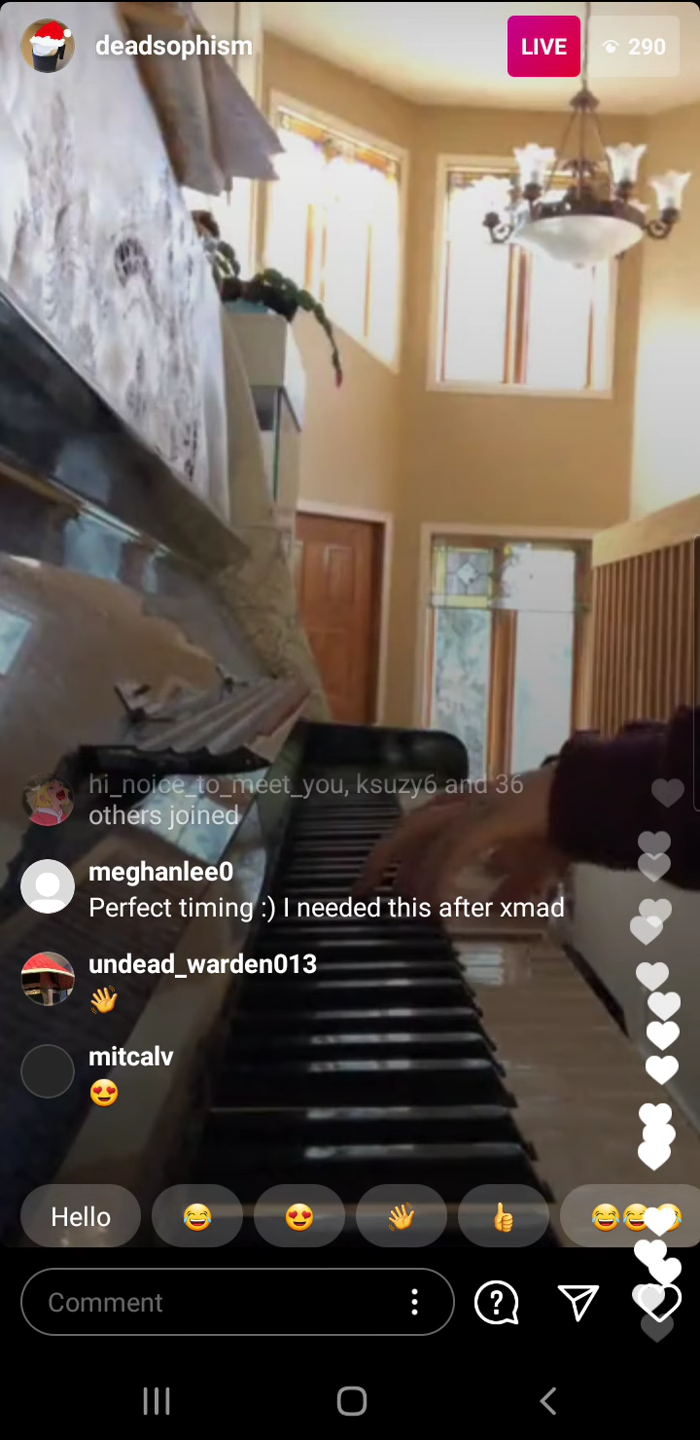 deadsophism
LIVE
290
hi_noice_to_meet_you, ksuzy6 and 36
others joined
meghanlee0
Perfect timing :) I needed this after xmad
undead_warden013
👋
mitcalv
😍
Hello
😂
😍
👋
👍
😂😂😂
Comment